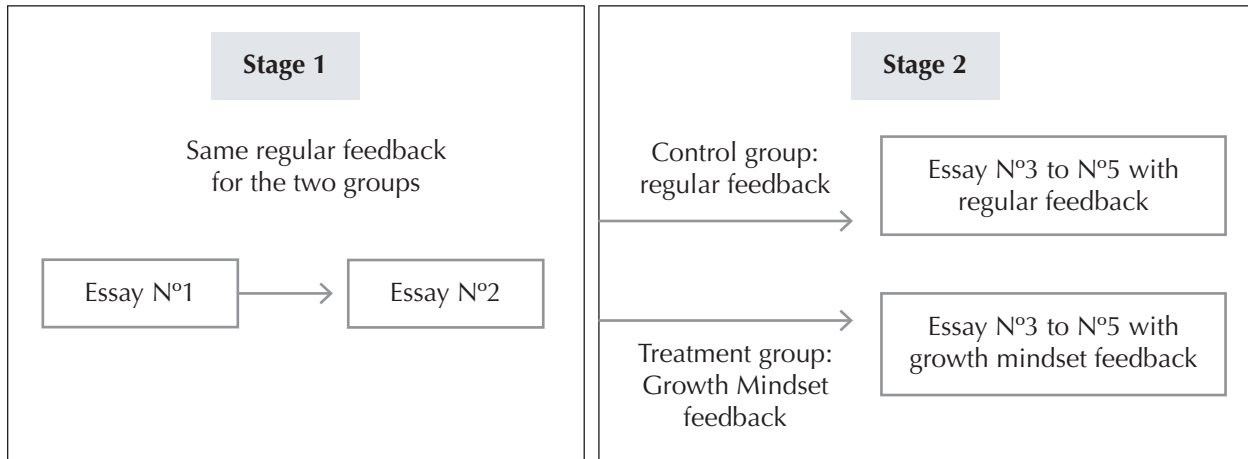 Stage 1
Same regular feedback
for the two groups
Essay Nº1
Essay Nº2
Stage 2
Control group:
regular feedback
Essay Nº3 to Nº5 with
regular feedback
Treatment group:
Growth Mindset
feedback
Essay Nº3 to Nº5 with
growth mindset feedback